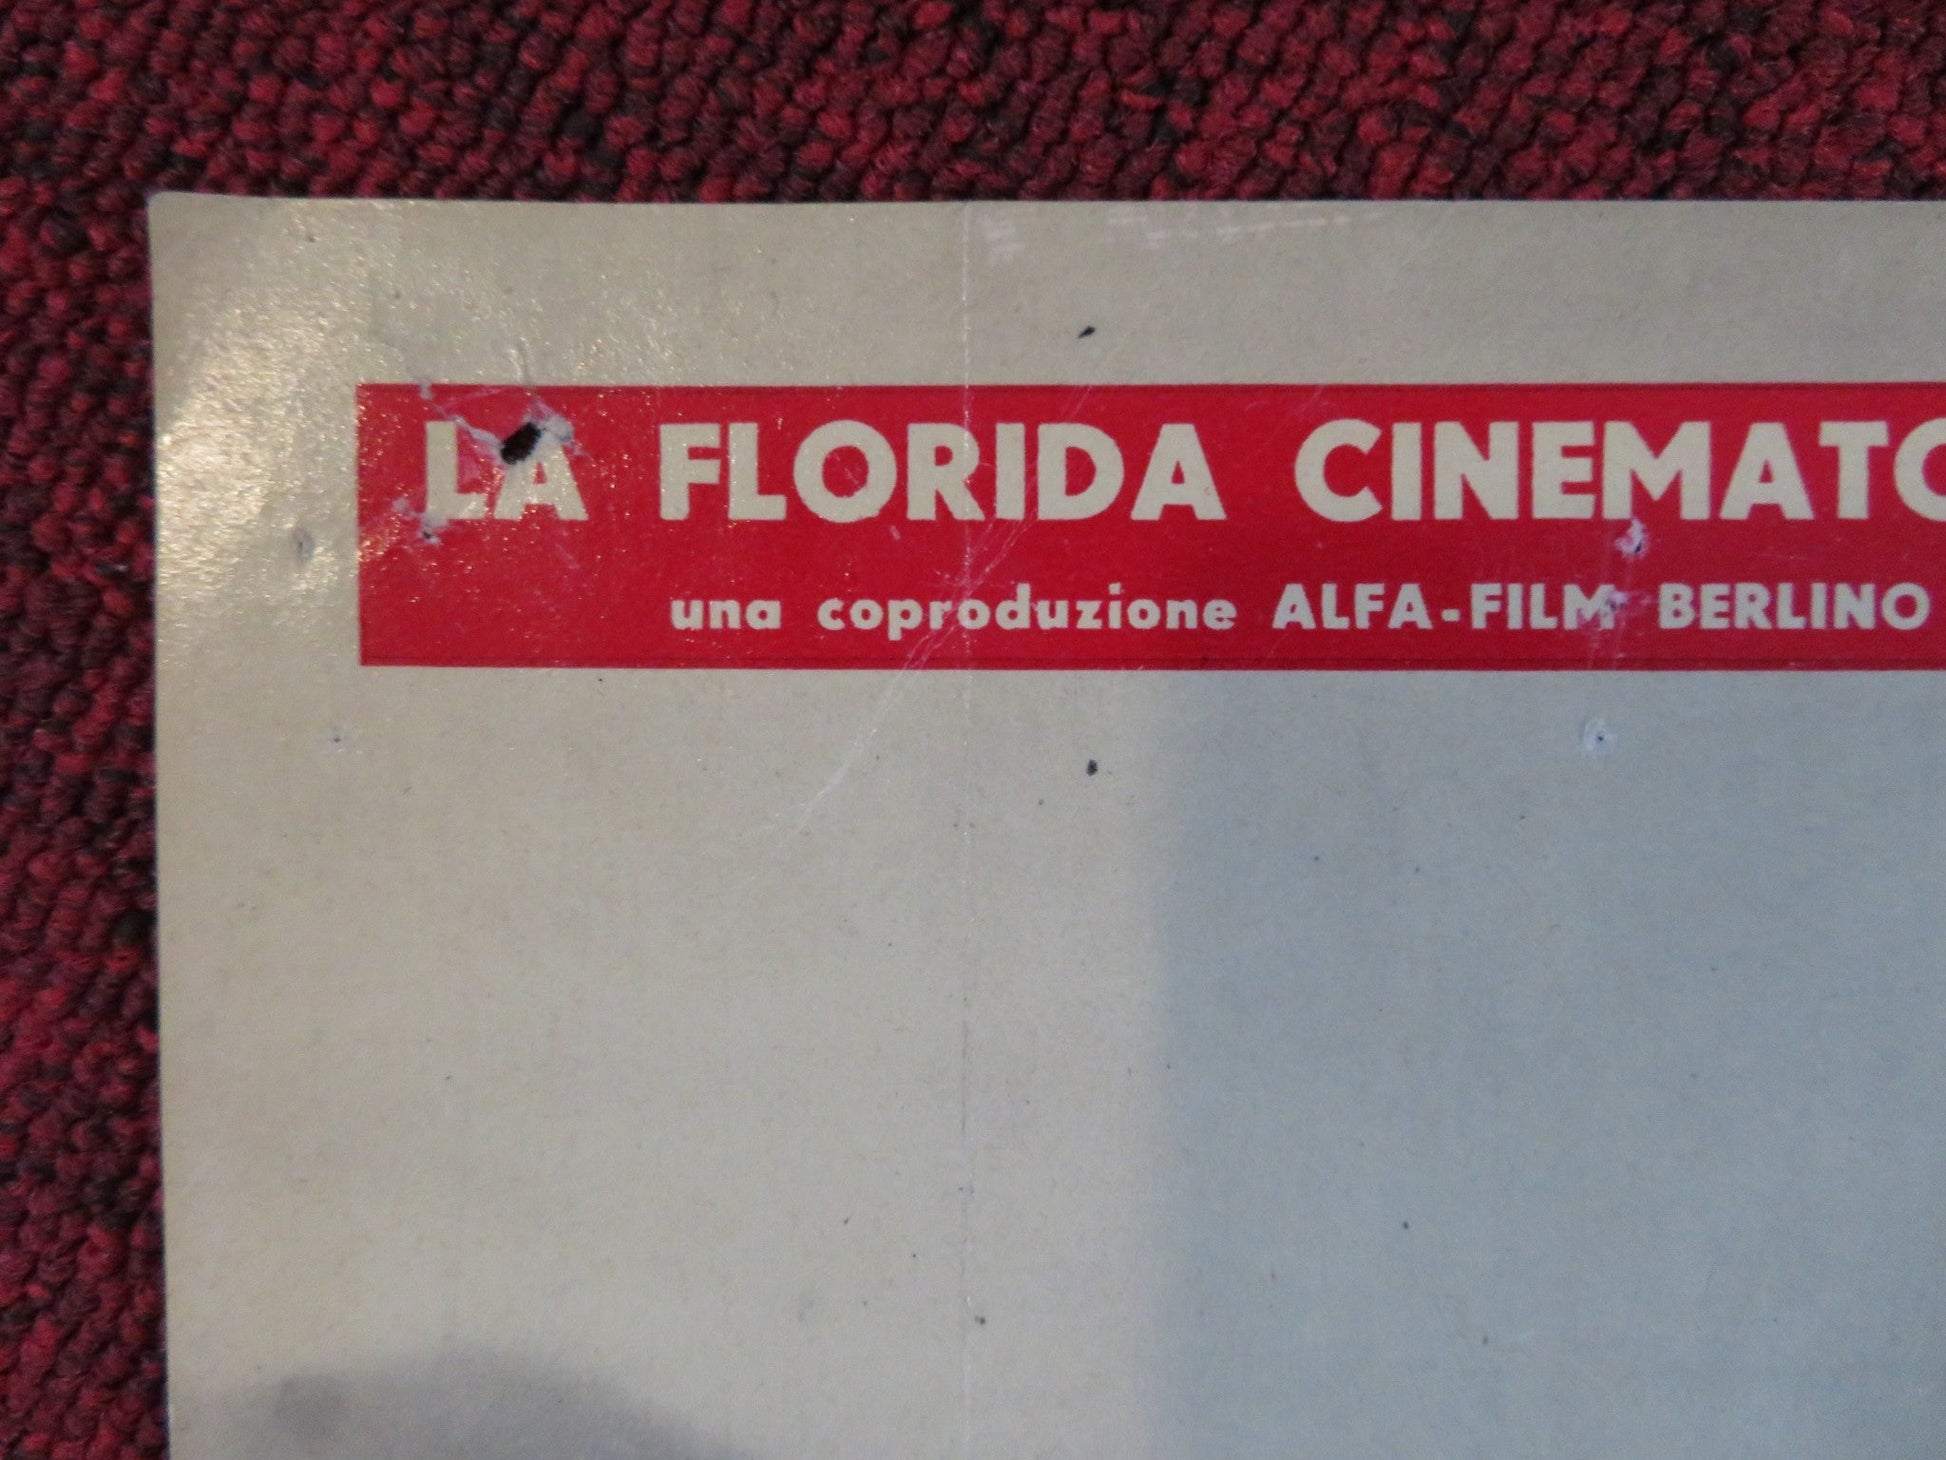 LA FLORIDA CINEMATO
una coproduzione ALFA-FILM BERLINO